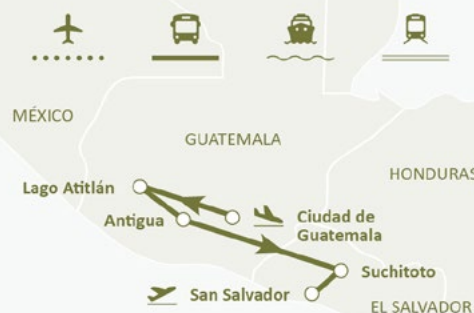 MÉXICO
GUATEMALA
HONDURAS
Lago Atitlán
Antigua
Ciudad de
Guatemala
Suchitoto
San Salvador
EL SALVADOR